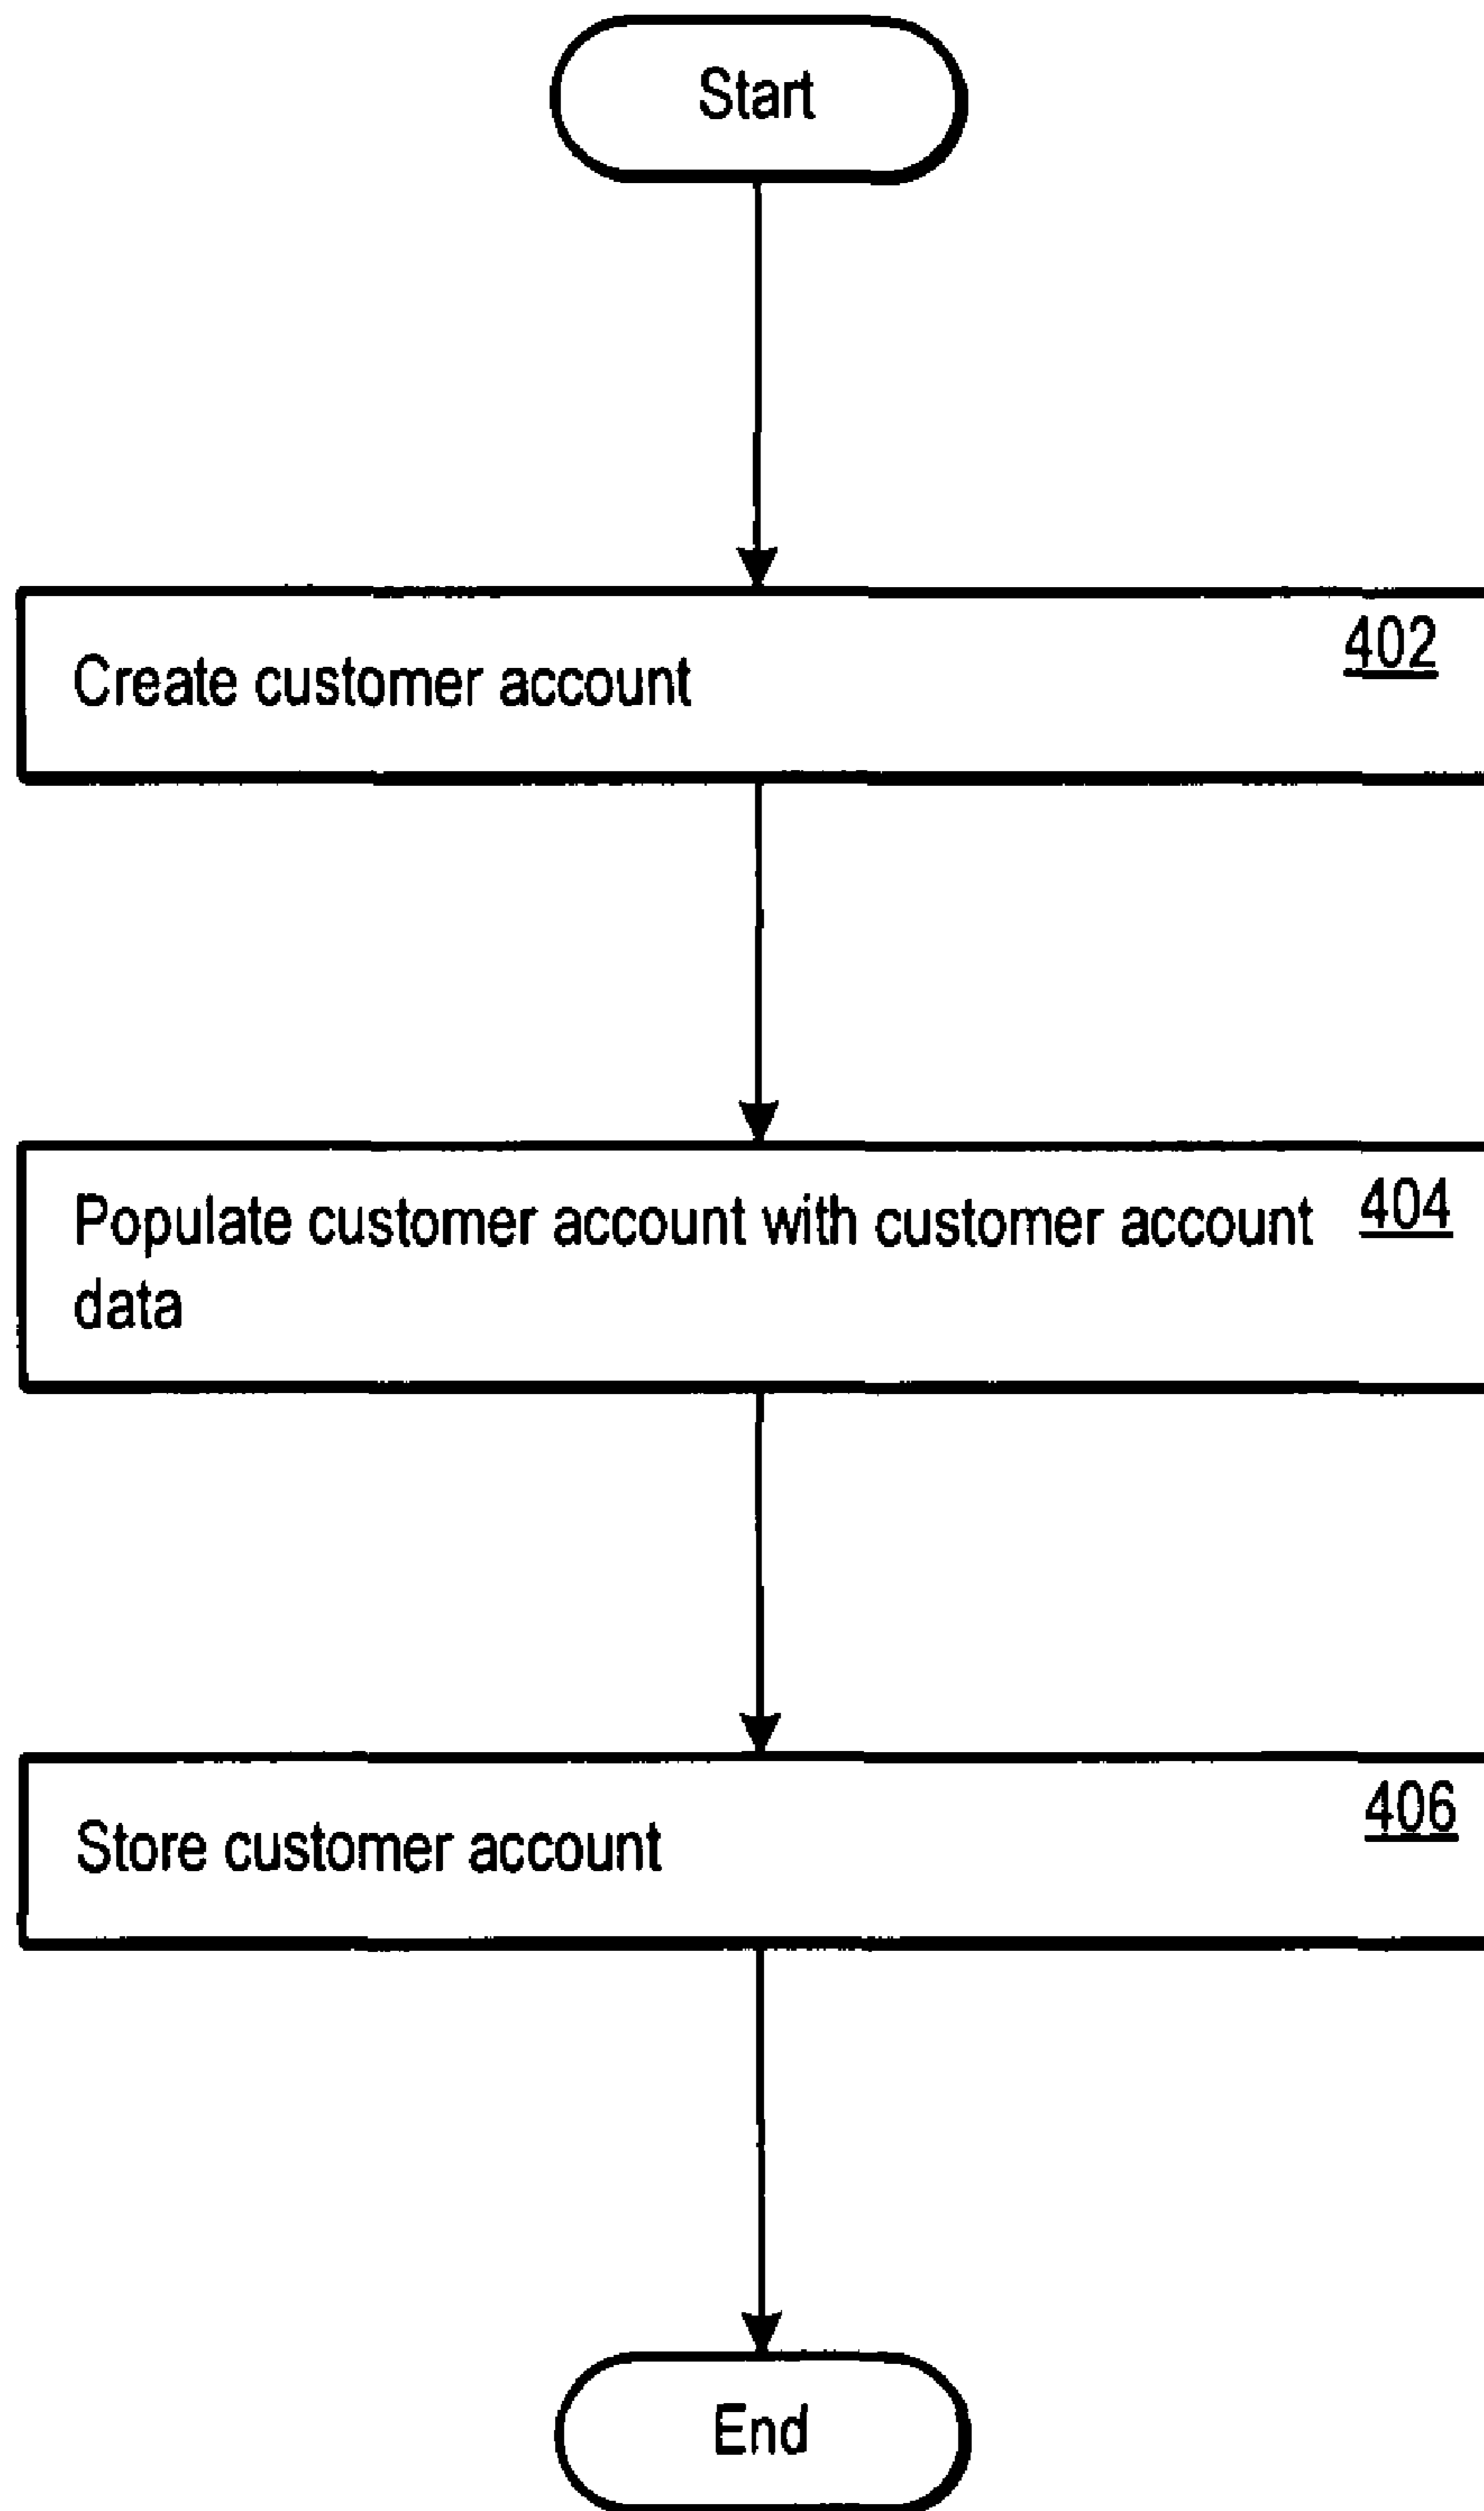 Start
Create customer account
402
Populate customer account with customer account
404
data
Store customer account
406
End